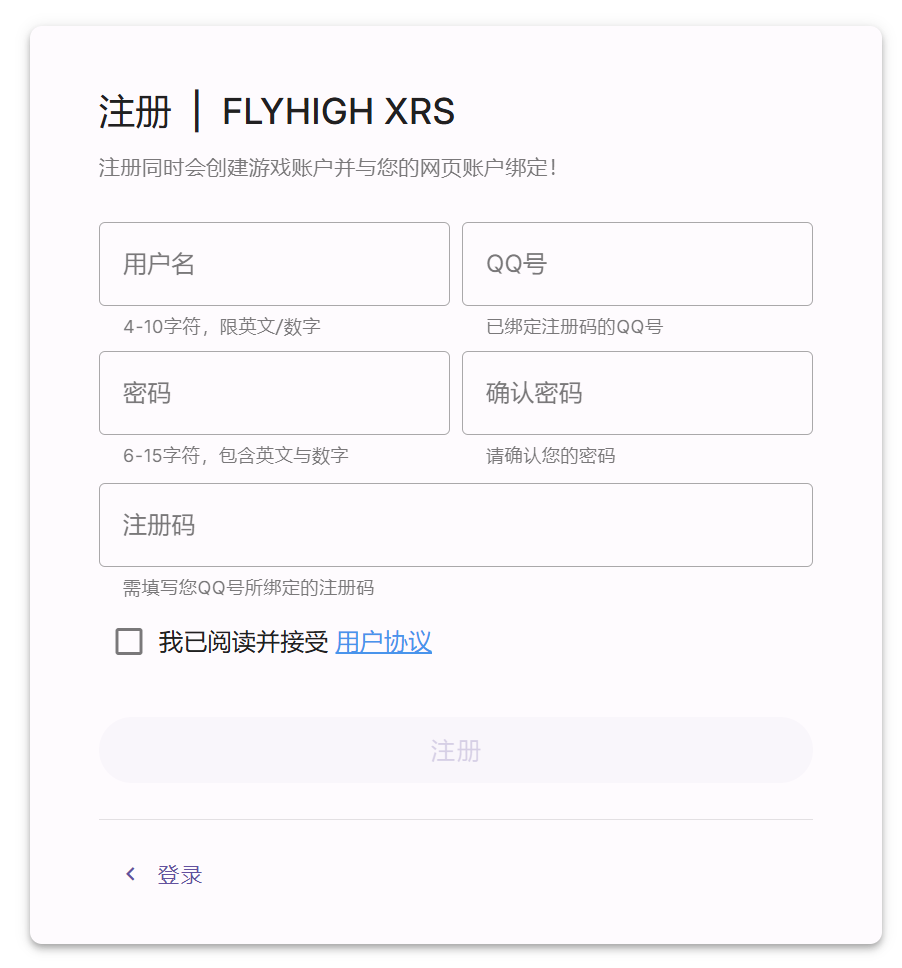 注册 | FLYHIGH XRS
注册同时会创建游戏账户并与您的网页账户绑定！
用户名
QQ号
4-10字符，限英文/数字
已绑定注册码的QQ号
密码
确认密码
6-15字符，包含英文与数字
请确认您的密码
注册码
需填写您QQ号所绑定的注册码
我已阅读并接受 用户协议
注册
登录